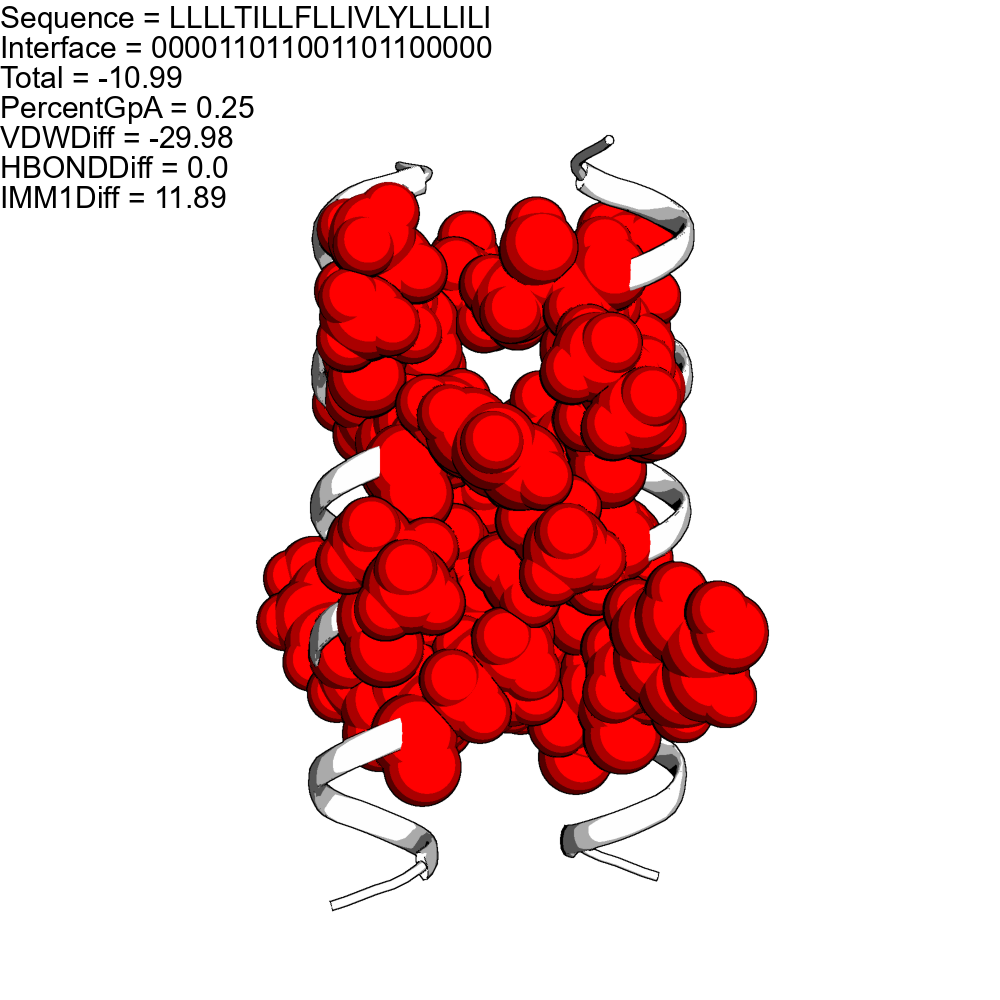 Sequence = LLLLTILLFLLIVLYLLLILI
Interface = 000011011001101100000
Total = -10.99
PercentGpA = 0.25
VDWDiff = -29.98
HBONDDiff = 0.0
IMM1Diff = 11.89